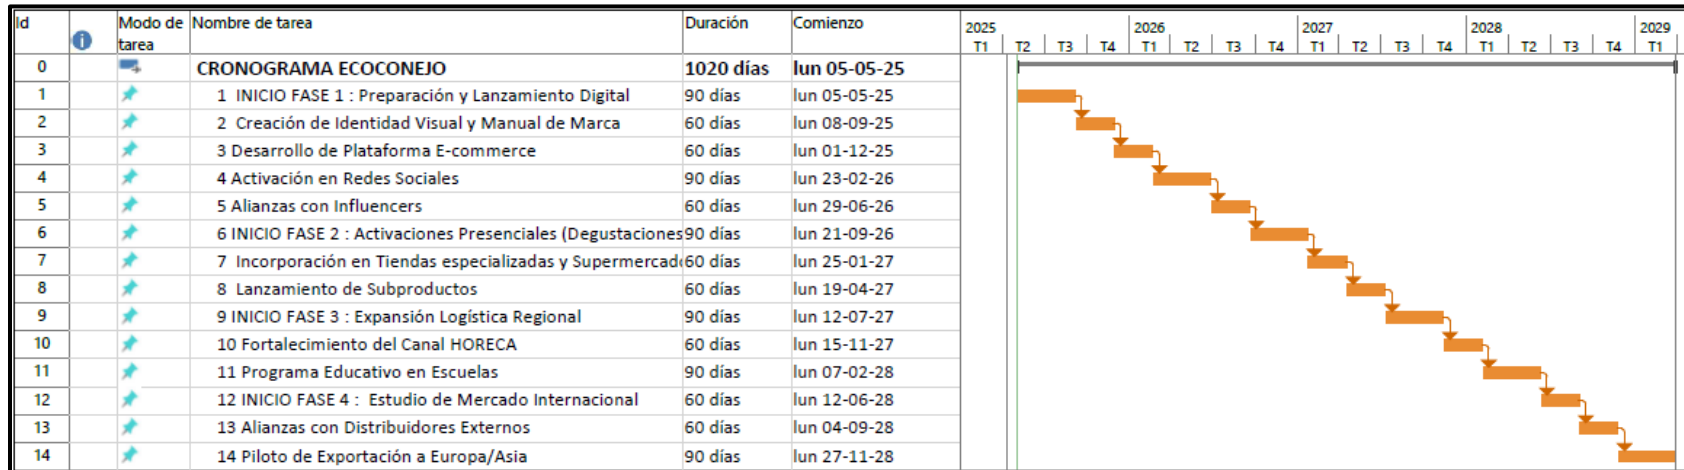 Id Modo de tarea Nombre de tarea Duración Comienzo
2025 2026 2027 2028 2029
T1 T2 T3 T4 T1 T2 T3 T4 T1 T2 T3 T4 T1 T2 T3 T4 T1
0 CRONOGRAMA ECOCONEJO 1020 días lun 05-05-25
1 1 INICIO FASE 1 : Preparación y Lanzamiento Digital 90 días lun 05-05-25
2 2 Creación de Identidad Visual y Manual de Marca 60 días lun 08-09-25
3 3 Desarrollo de Plataforma E-commerce 60 días lun 01-12-25
4 4 Activación en Redes Sociales 90 días lun 23-02-26
5 5 Alianzas con Influencers 60 días lun 29-06-26
6 6 INICIO FASE 2 : Activaciones Presenciales (Degustaciones 90 días lun 21-09-26
7 7 Incorporación en Tiendas especializadas y Supermercad 60 días lun 25-01-27
8 8 Lanzamiento de Subproductos 60 días lun 19-04-27
9 9 INICIO FASE 3 : Expansión Logística Regional 90 días lun 12-07-27
10 10 Fortalecimiento del Canal HORECA 60 días lun 15-11-27
11 11 Programa Educativo en Escuelas 90 días lun 07-02-28
12 12 INICIO FASE 4 : Estudio de Mercado Internacional 60 días lun 12-06-28
13 13 Alianzas con Distribuidores Externos 60 días lun 04-09-28
14 14 Piloto de Exportación a Europa/Asia 90 días lun 27-11-28